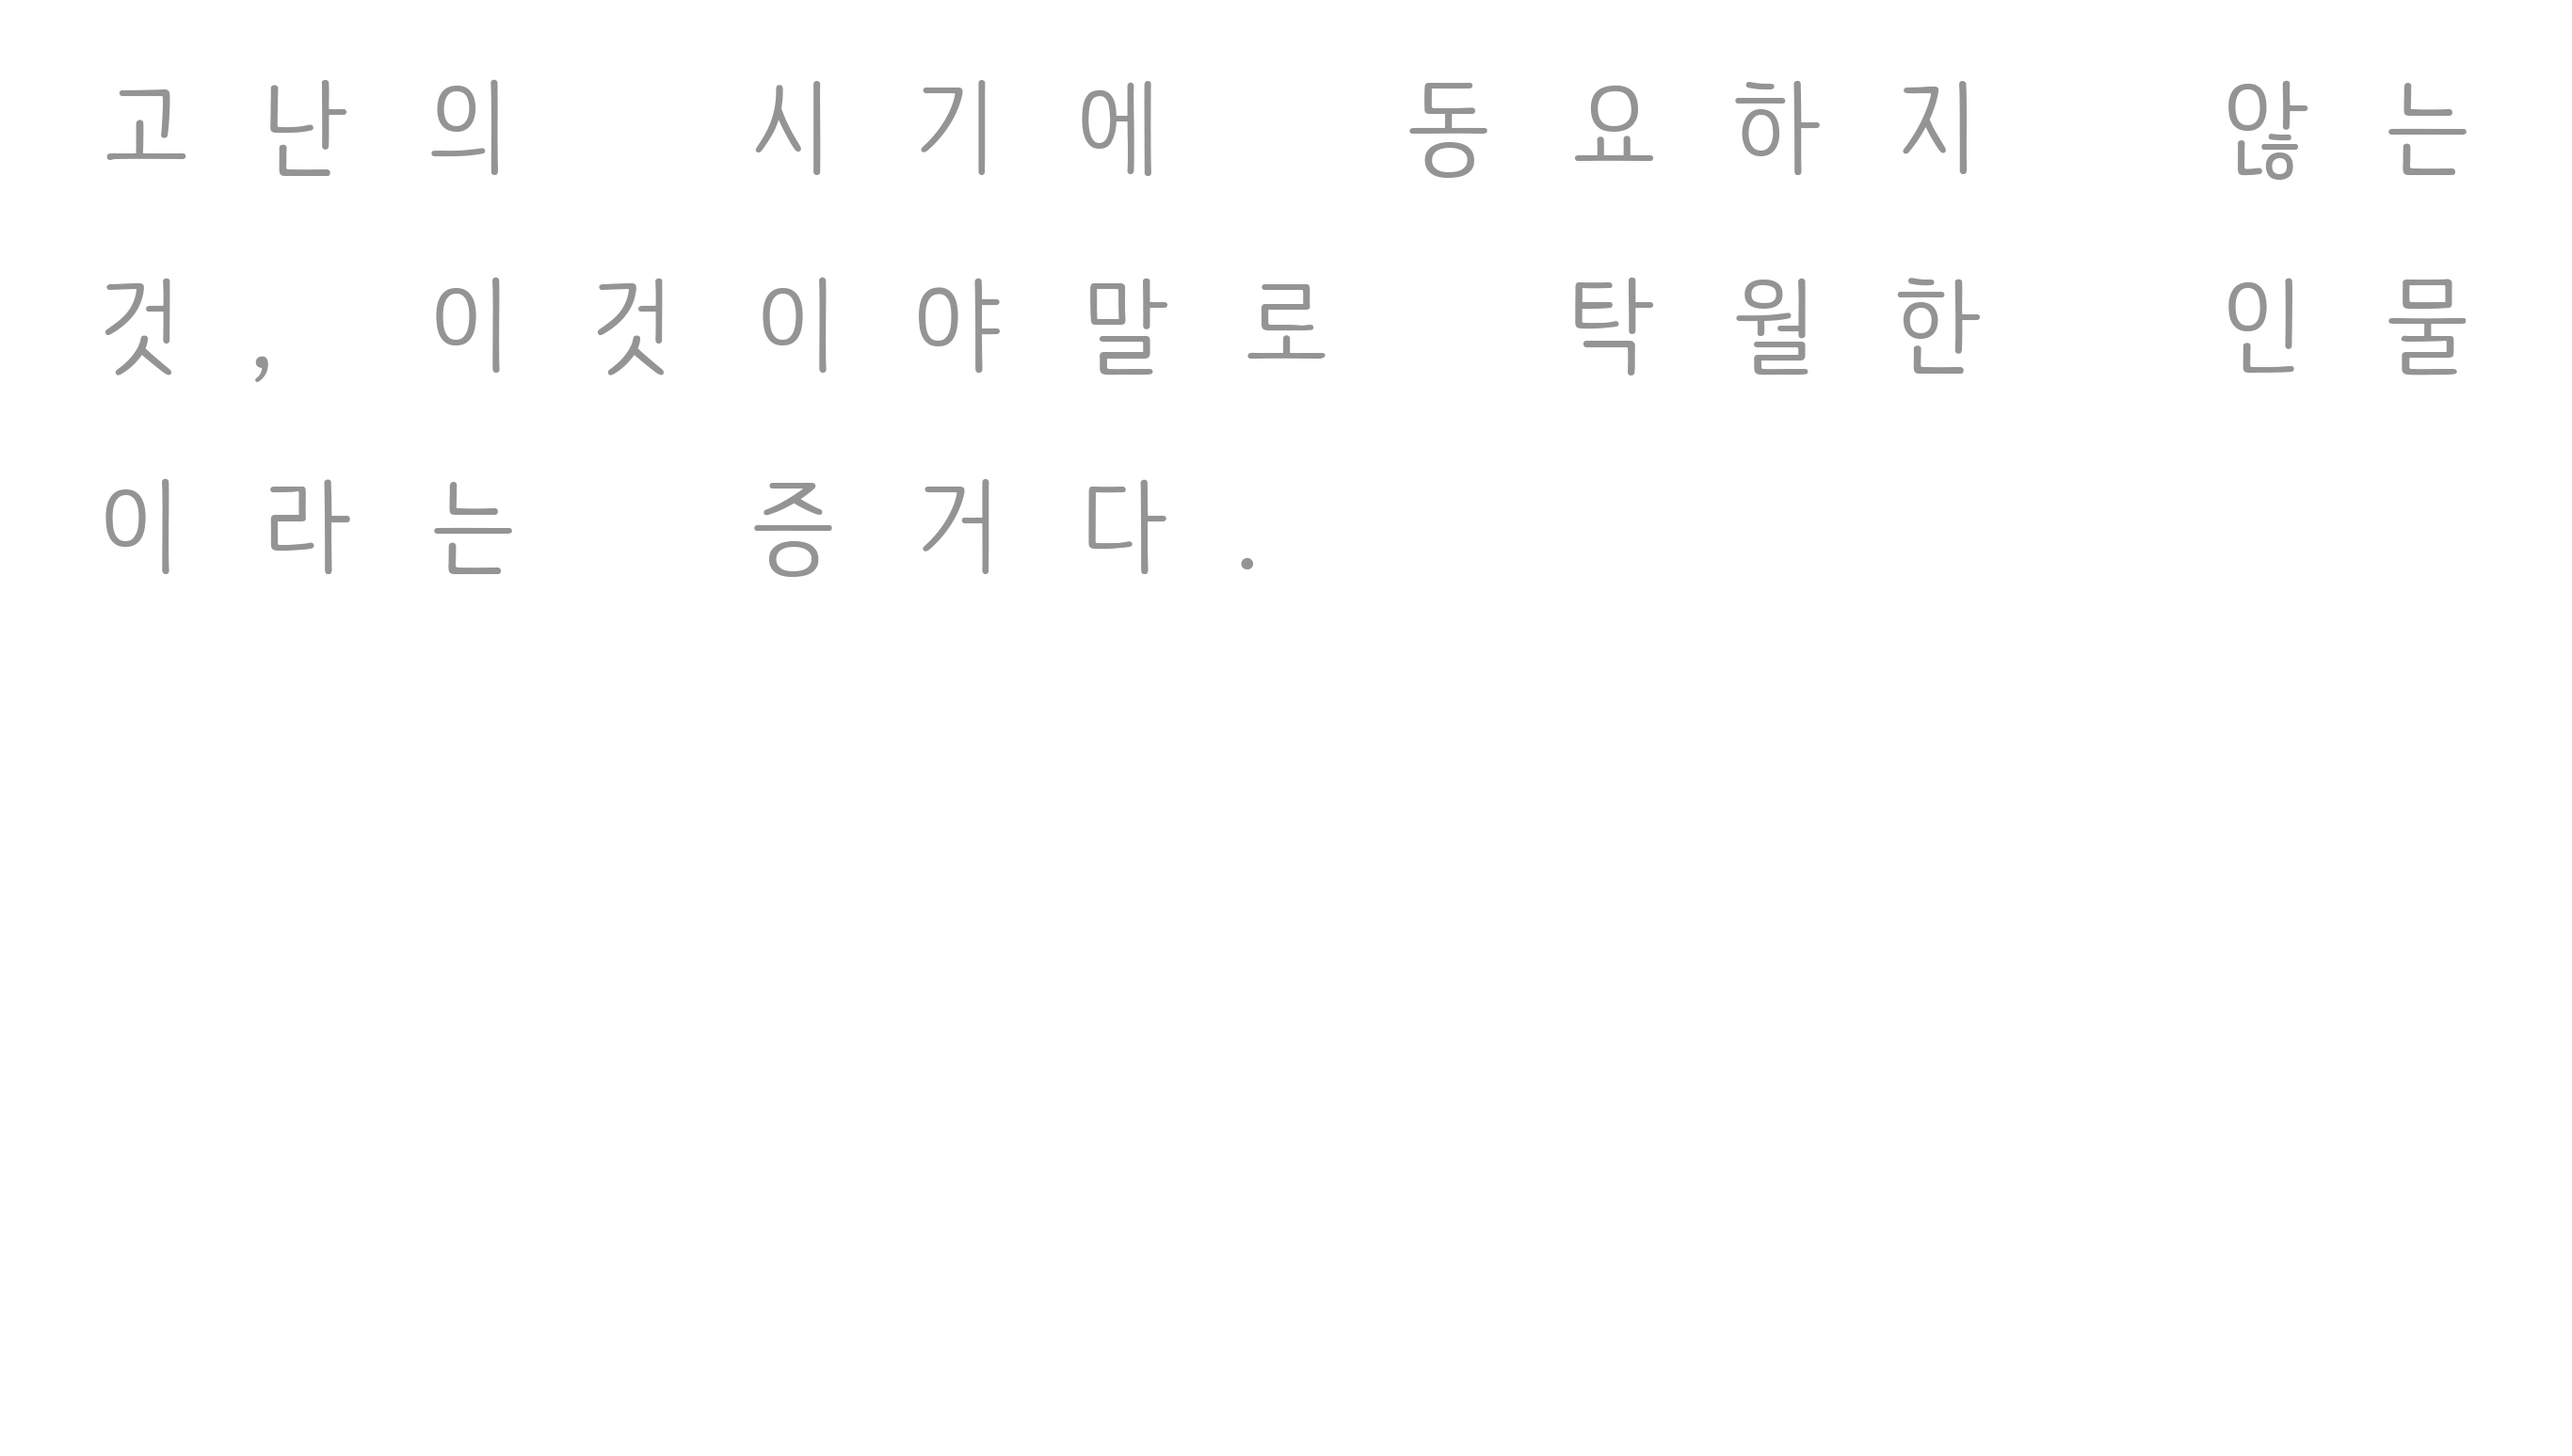 고난의 시기에 동요하지 않는
것, 이것이야말로 탁월한 인물
이라는 증거다.